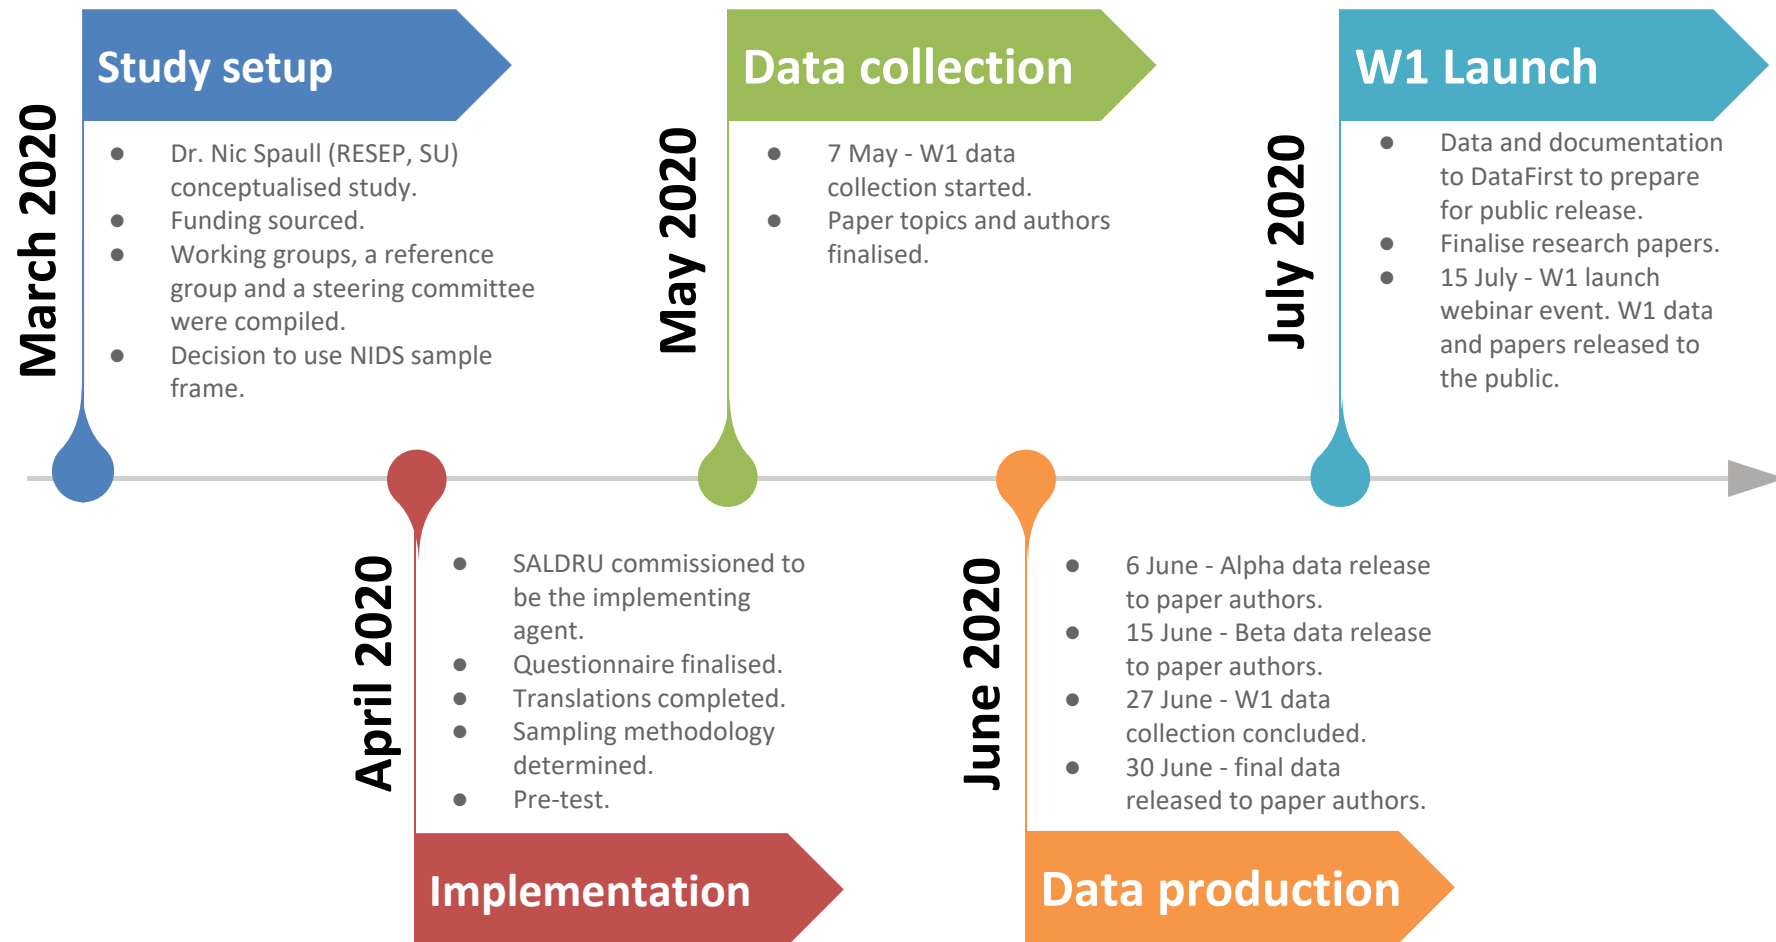 Study setup
March 2020
● Dr. Nic Spaull (RESEP, SU)
conceptualised study.
● Funding sourced.
● Working groups, a reference
group and a steering committee
were compiled.
● Decision to use NIDS sample
frame.
April 2020
● SALDRU commissioned to
be the implementing
agent.
● Questionnaire finalised.
● Translations completed.
● Sampling methodology
determined.
● Pre-test.
Implementation
Data collection
May 2020
● 7 May - W1 data
collection started.
● Paper topics and authors
finalised.
June 2020
● 6 June - Alpha data release
to paper authors.
● 15 June - Beta data release
to paper authors.
● 27 June - W1 data
collection concluded.
● 30 June - final data
released to paper authors.
Data production
W1 Launch
July 2020
● Data and documentation
to DataFirst to prepare
for public release.
● Finalise research papers.
● 15 July - W1 launch
webinar event. W1 data
and papers released to
the public.